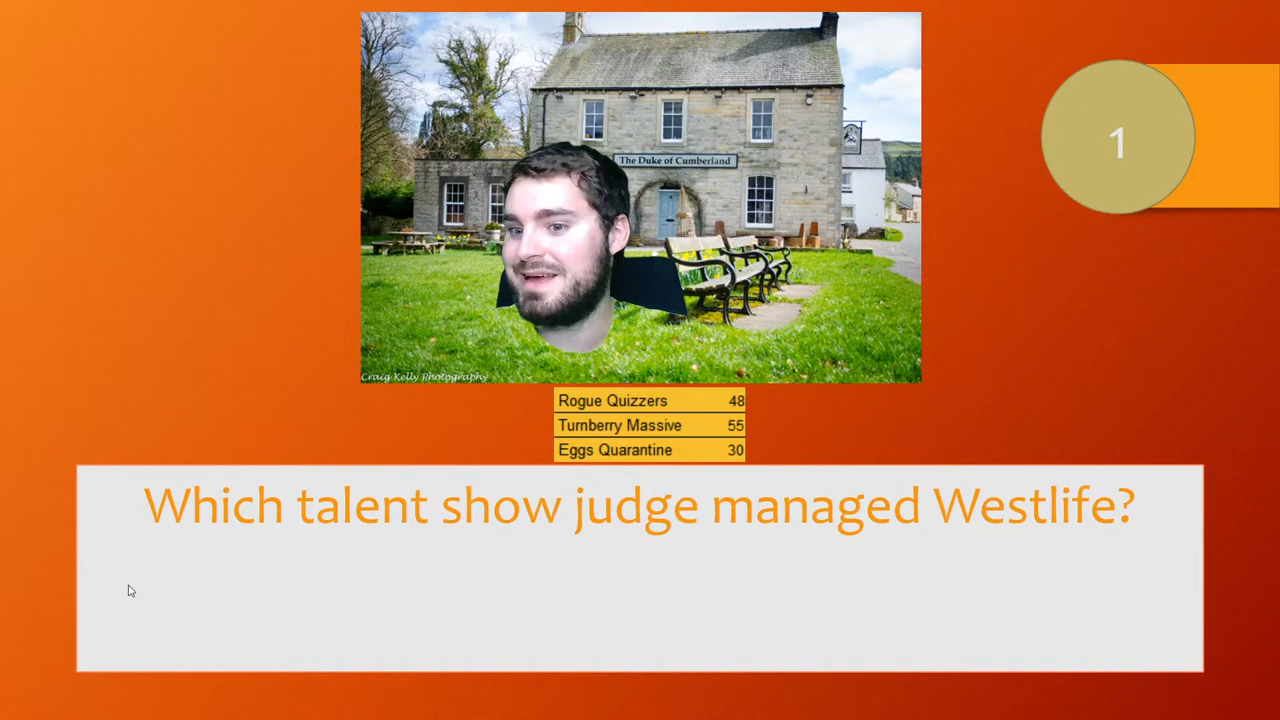 The Duke of Cumberland
1
Craig Kelly Photography
Rogue Quizzers 48
Turnberry Massive 55
Eggs Quarantine 30
Which talent show judge managed Westlife?